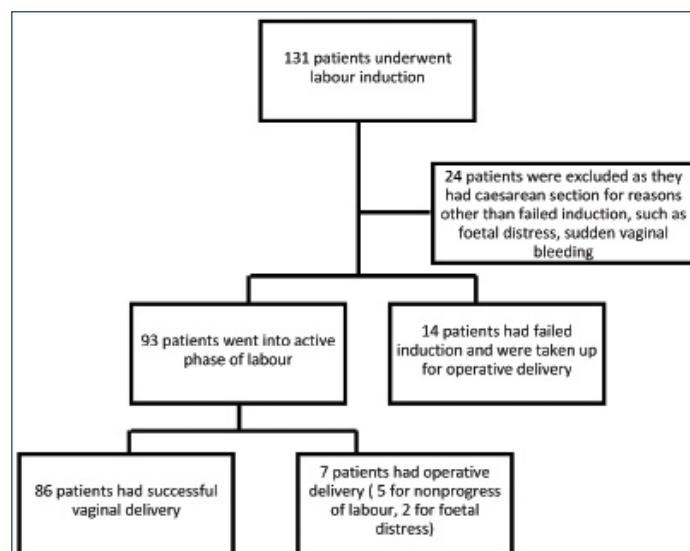 131 patients underwent
labour induction
24 patients were excluded as they
had caesarean section for reasons
other than failed induction, such as
foetal distress, sudden vaginal
bleeding
93 patients went into active
phase of labour
14 patients had failed
induction and were taken up
for operative delivery
86 patients had successful
vaginal delivery
7 patients had operative
delivery ( 5 for nonprogress
of labour, 2 for foetal
distress)